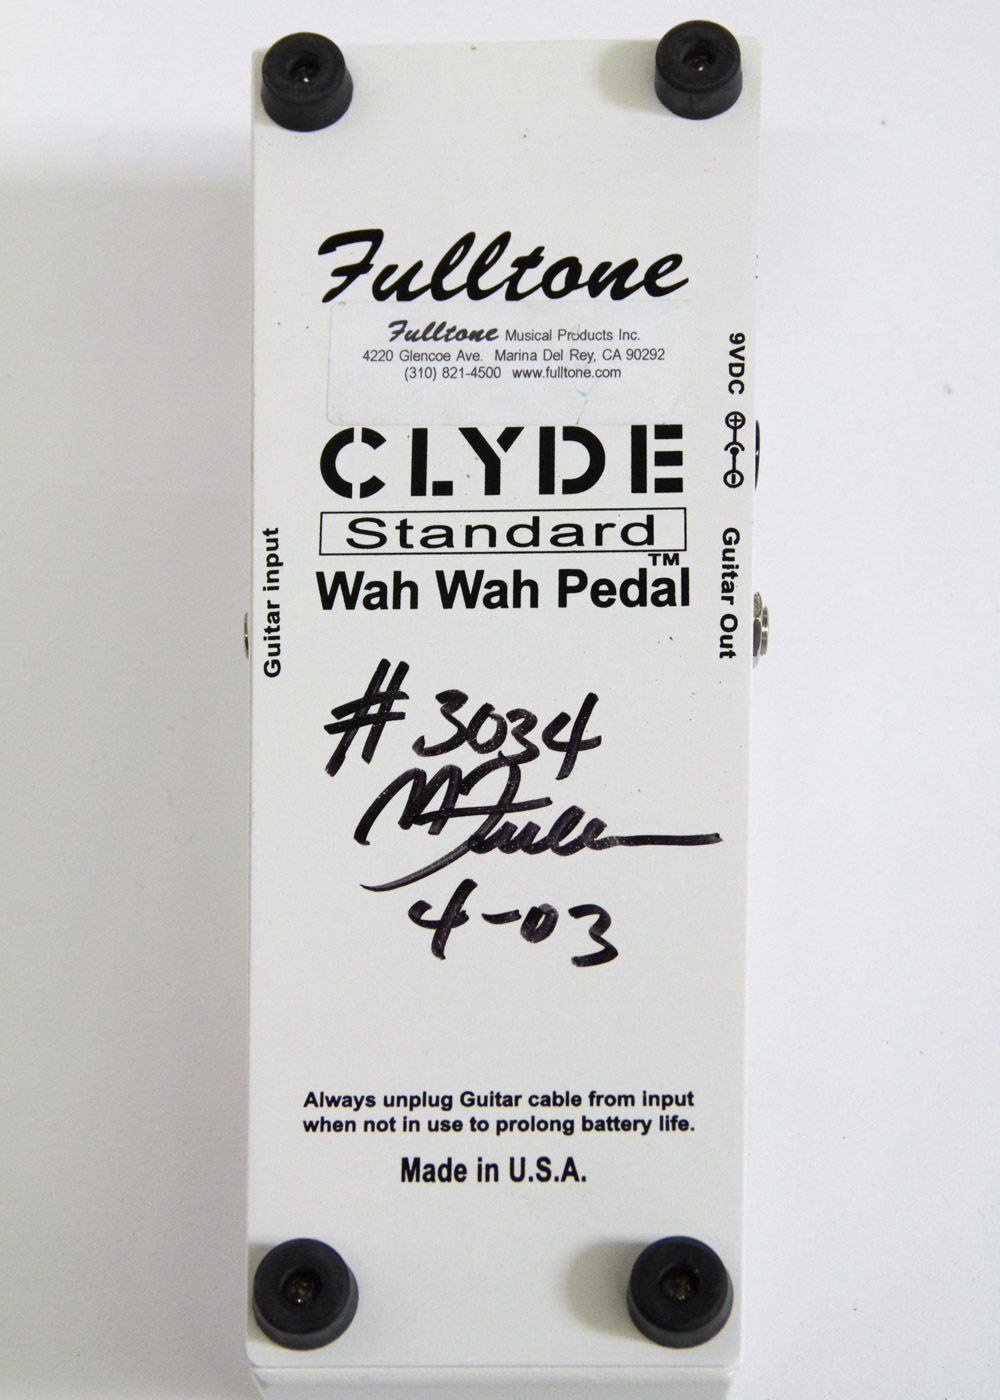 Fulltone
Fulltone Musical Products Inc.
4220 Glencoe Ave. Marina Del Rey, CA 90292
(310) 821-4500 www.fulltone.com
CLYDE
Standard
Wah Wah Pedal™
9VDC
Guitar Out
Guitar input
#3034
M Fuller
4-03
Always unplug Guitar cable from input
when not in use to prolong battery life.
Made in U.S.A.